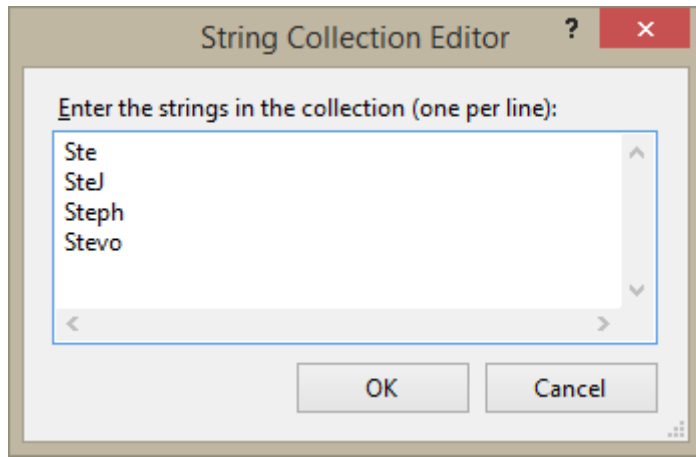 String Collection Editor ?
Enter the strings in the collection (one per line):
Ste
SteJ
Steph
Stevo
OK Cancel